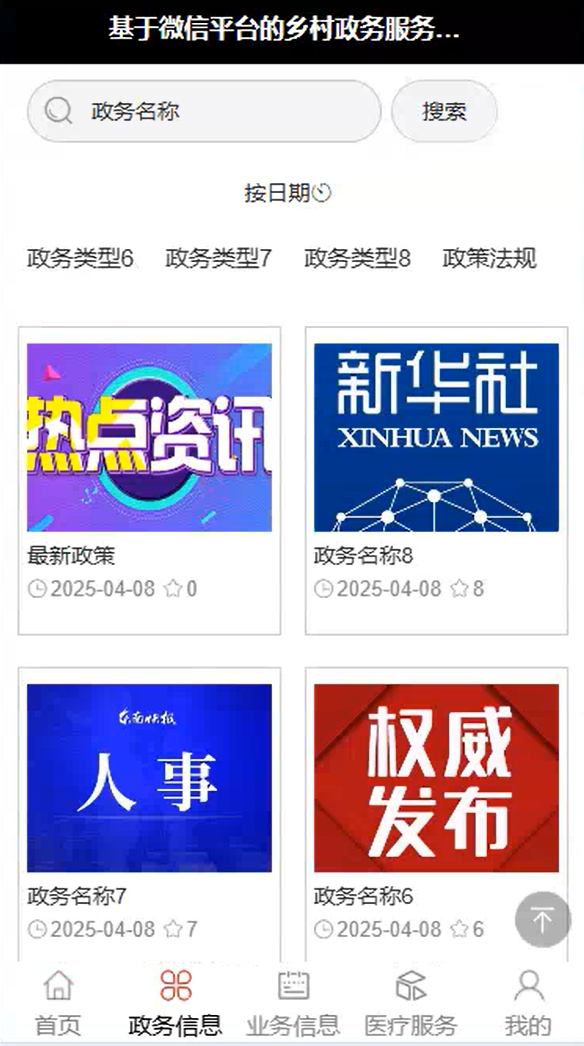 基于微信平台的乡村政务服务...
政务名称 搜索
按日期
政务类型6 政务类型7 政务类型8 政策法规
热点资讯
新华社
XINHUA NEWS
最新政策
2025-04-08 0
政务名称8
2025-04-08 8
东南快报
人事
权威
发布
政务名称7
2025-04-08 7
政务名称6
2025-04-08 6
首页 政务信息 业务信息 医疗服务 我的